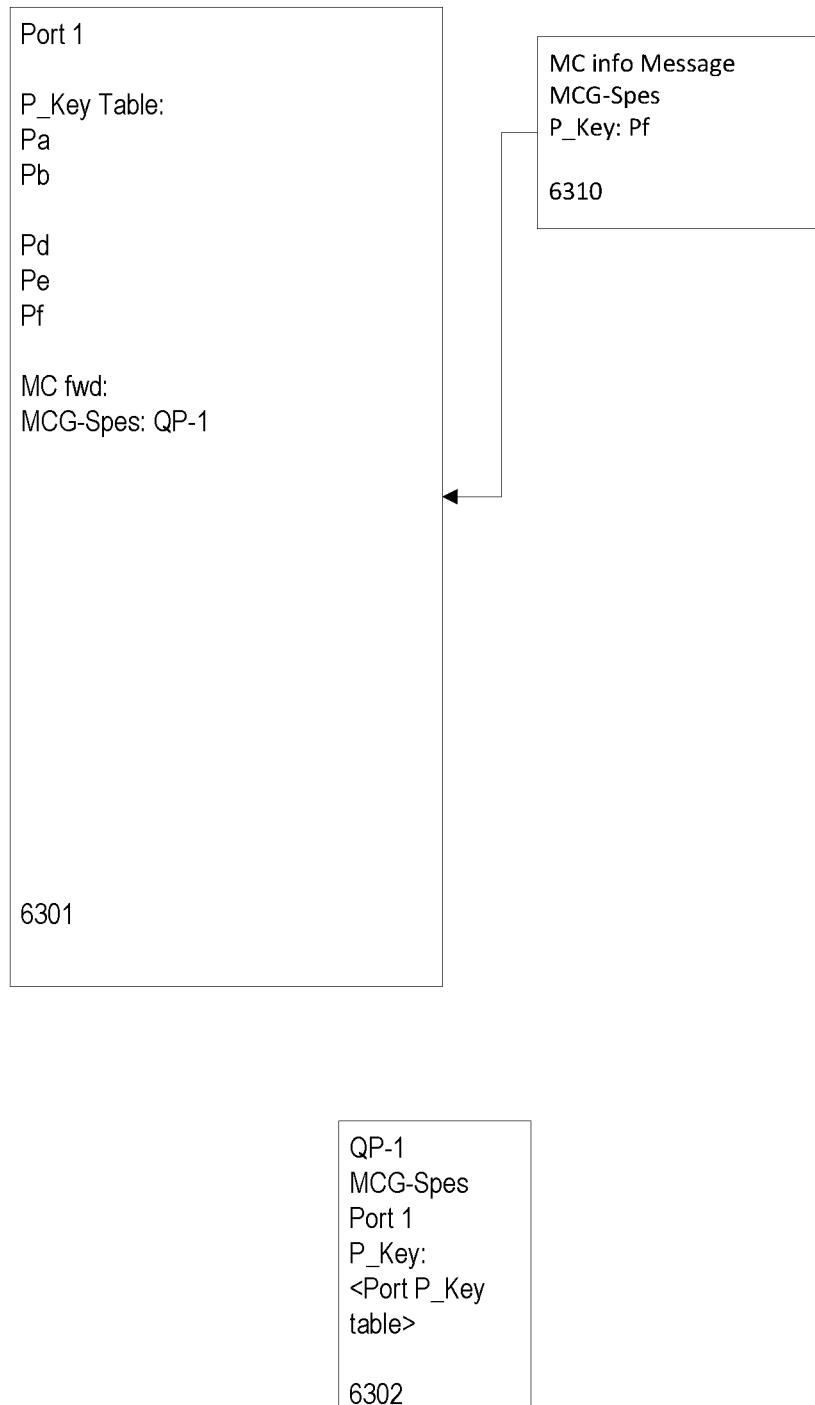 Port 1
P_Key Table:
Pa
Pb
Pd
Pe
Pf
MC fwd:
MCG-Spes: QP-1
6301
MC info Message
MCG-Spes
P_Key: Pf
6310
QP-1
MCG-Spes
Port 1
P_Key:
<Port P_Key
table>
6302